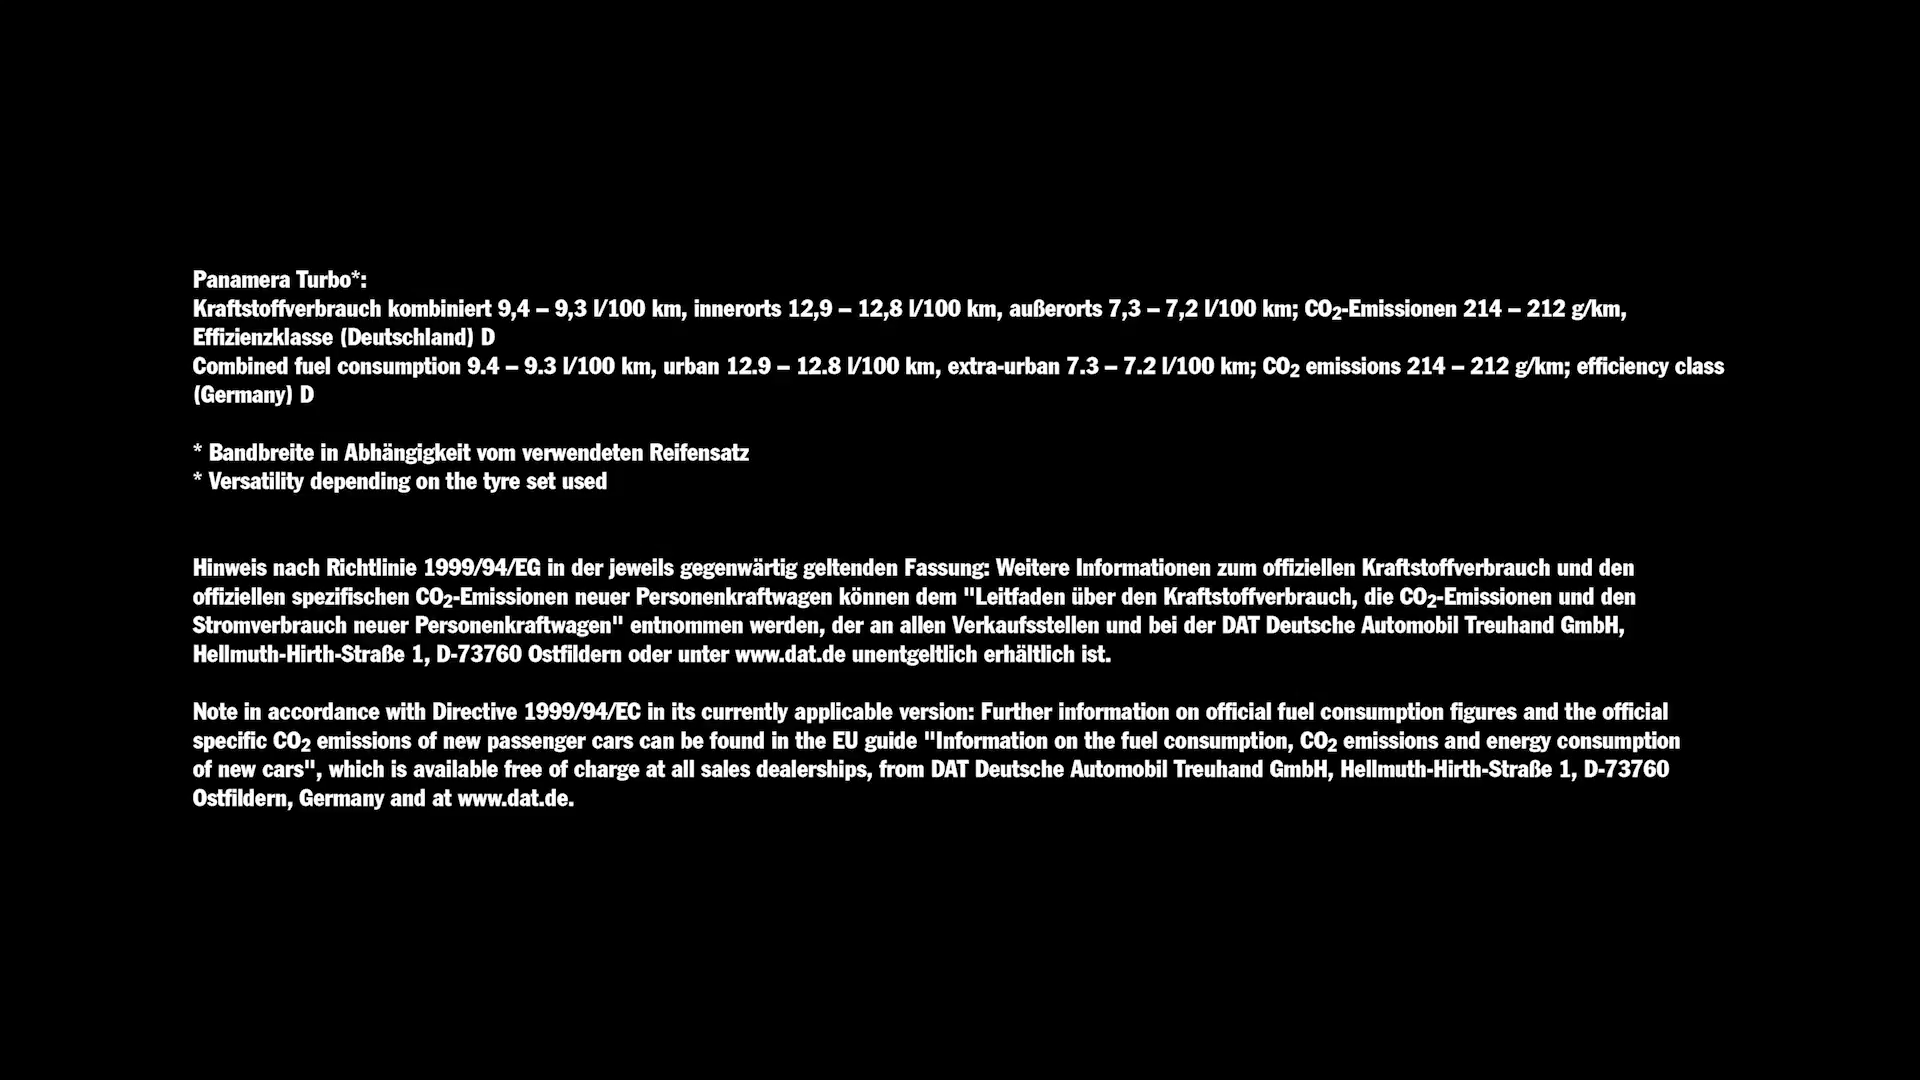 Panamera Turbo*:
Kraftstoffverbrauch kombiniert 9,4 – 9,3 l/100 km, innerorts 12,9 – 12,8 l/100 km, außerorts 7,3 – 7,2 l/100 km; CO2-Emissionen 214 – 212 g/km,
Effizienzklasse (Deutschland) D
Combined fuel consumption 9.4 – 9.3 l/100 km, urban 12.9 – 12.8 l/100 km, extra-urban 7.3 – 7.2 l/100 km; CO2 emissions 214 – 212 g/km; efficiency class
(Germany) D
* Bandbreite in Abhängigkeit vom verwendeten Reifensatz
* Versatility depending on the tyre set used
Hinweis nach Richtlinie 1999/94/EG in der jeweils gegenwärtig geltenden Fassung: Weitere Informationen zum offiziellen Kraftstoffverbrauch und den
offiziellen spezifischen CO2-Emissionen neuer Personenkraftwagen können dem "Leitfaden über den Kraftstoffverbrauch, die CO2-Emissionen und den
Stromverbrauch neuer Personenkraftwagen" entnommen werden, der an allen Verkaufsstellen und bei der DAT Deutsche Automobil Treuhand GmbH,
Hellmuth-Hirth-Straße 1, D-73760 Ostfildern oder unter www.dat.de unentgeltlich erhältlich ist.
Note in accordance with Directive 1999/94/EC in its currently applicable version: Further information on official fuel consumption figures and the official
specific CO2 emissions of new passenger cars can be found in the EU guide "Information on the fuel consumption, CO2 emissions and energy consumption
of new cars", which is available free of charge at all sales dealerships, from DAT Deutsche Automobil Treuhand GmbH, Hellmuth-Hirth-Straße 1, D-73760
Ostfildern, Germany and at www.dat.de.